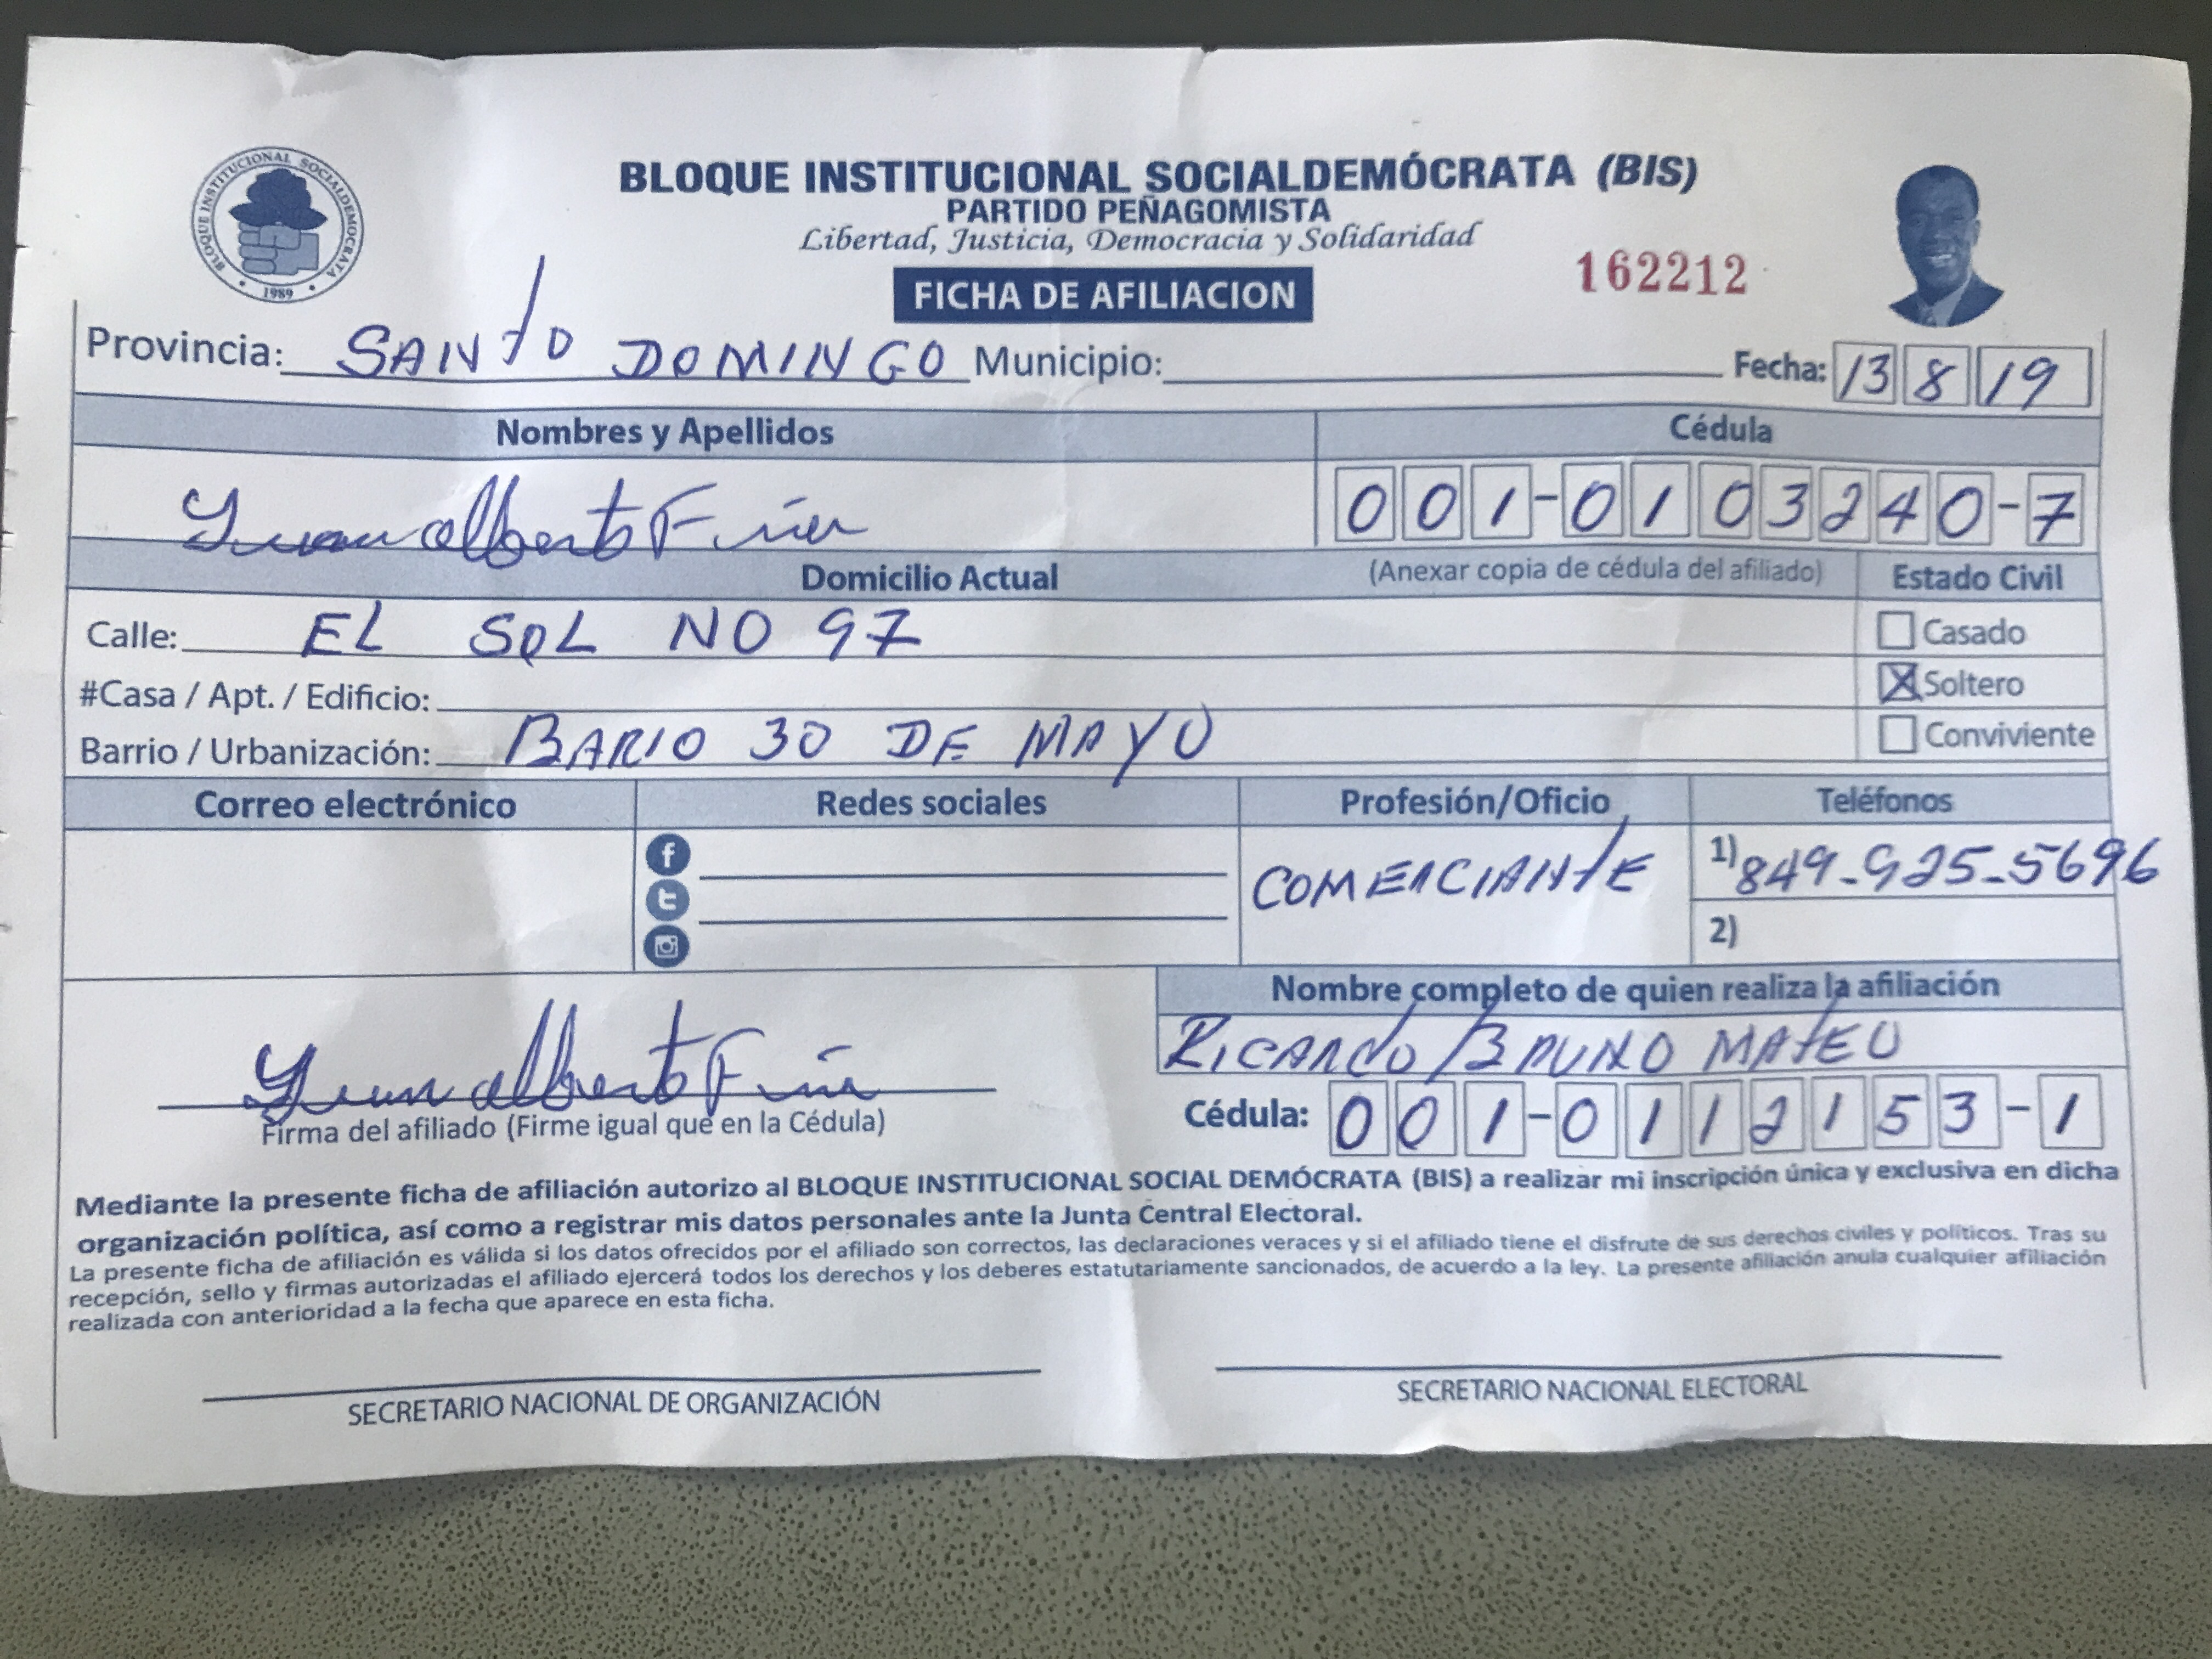 BLOQUE INSTITUCIONAL SOCIALDEMÓCRATA
1989
BLOQUE INSTITUCIONAL SOCIALDEMÓCRATA (BIS)
PARTIDO PEÑAGOMISTA
Libertad, Justicia, Democracia y Solidaridad
FICHA DE AFILIACION
162212
Provincia: SANTO DOMINGO Municipio: Fecha: 13 8 19
Nombres y Apellidos Cédula
Juan alberto 001-0103240-7
Domicilio Actual (Anexar copia de cédula del afiliado) Estado Civil
Calle: EL SOL NO 97 Casado
#Casa / Apt. / Edificio: X Soltero
Barrio / Urbanización: BARIO 30 DE MAYO Conviviente
Correo electrónico Redes sociales Profesión/Oficio Teléfonos
COMERCIANTE 1) 849-925-5696
2)
Nombre completo de quien realiza la afiliación
RICARDO BRUNO MATEO
Juan alberto
Firma del afiliado (Firme igual que en la Cédula) Cédula: 001-0112153-1
Mediante la presente ficha de afiliación autorizo al BLOQUE INSTITUCIONAL SOCIAL DEMÓCRATA (BIS) a realizar mi inscripción única y exclusiva en dicha
organización política, así como a registrar mis datos personales ante la Junta Central Electoral.
La presente ficha de afiliación es válida si los datos ofrecidos por el afiliado son correctos, las declaraciones veraces y si el afiliado tiene el disfrute de sus derechos civiles y políticos. Tras su
recepción, sello y firmas autorizadas el afiliado ejercerá todos los derechos y los deberes estatutariamente sancionados, de acuerdo a la ley. La presente afiliación anula cualquier afiliación
realizada con anterioridad a la fecha que aparece en esta ficha.
SECRETARIO NACIONAL DE ORGANIZACIÓN SECRETARIO NACIONAL ELECTORAL